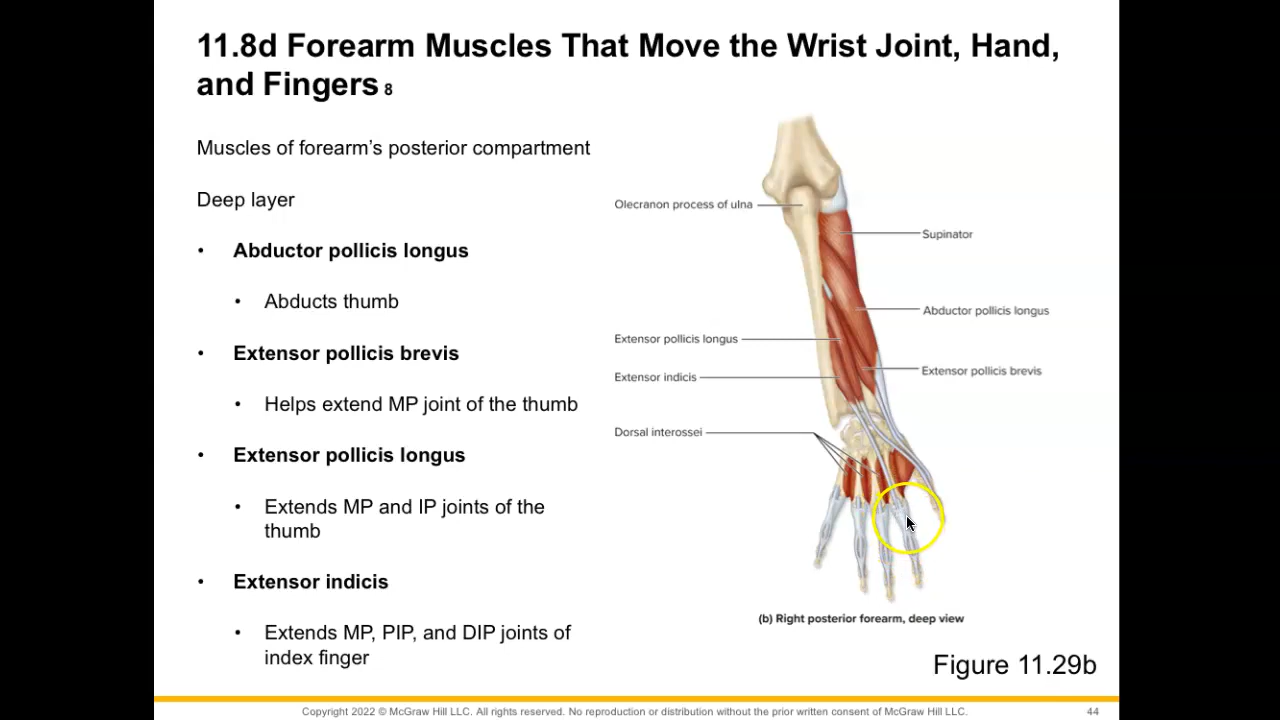 11.8d Forearm Muscles That Move the Wrist Joint, Hand,
and Fingers 8
Muscles of forearm’s posterior compartment
Deep layer
• Abductor pollicis longus
• Abducts thumb
• Extensor pollicis brevis
• Helps extend MP joint of the thumb
• Extensor pollicis longus
• Extends MP and IP joints of the
thumb
• Extensor indicis
• Extends MP, PIP, and DIP joints of
index finger
Olecranon process of ulna
Supinator
Abductor pollicis longus
Extensor pollicis longus
Extensor pollicis brevis
Extensor indicis
Dorsal interossei
(b) Right posterior forearm, deep view
Figure 11.29b
Copyright 2022 © McGraw Hill LLC. All rights reserved. No reproduction or distribution without the prior written consent of McGraw Hill LLC.
44